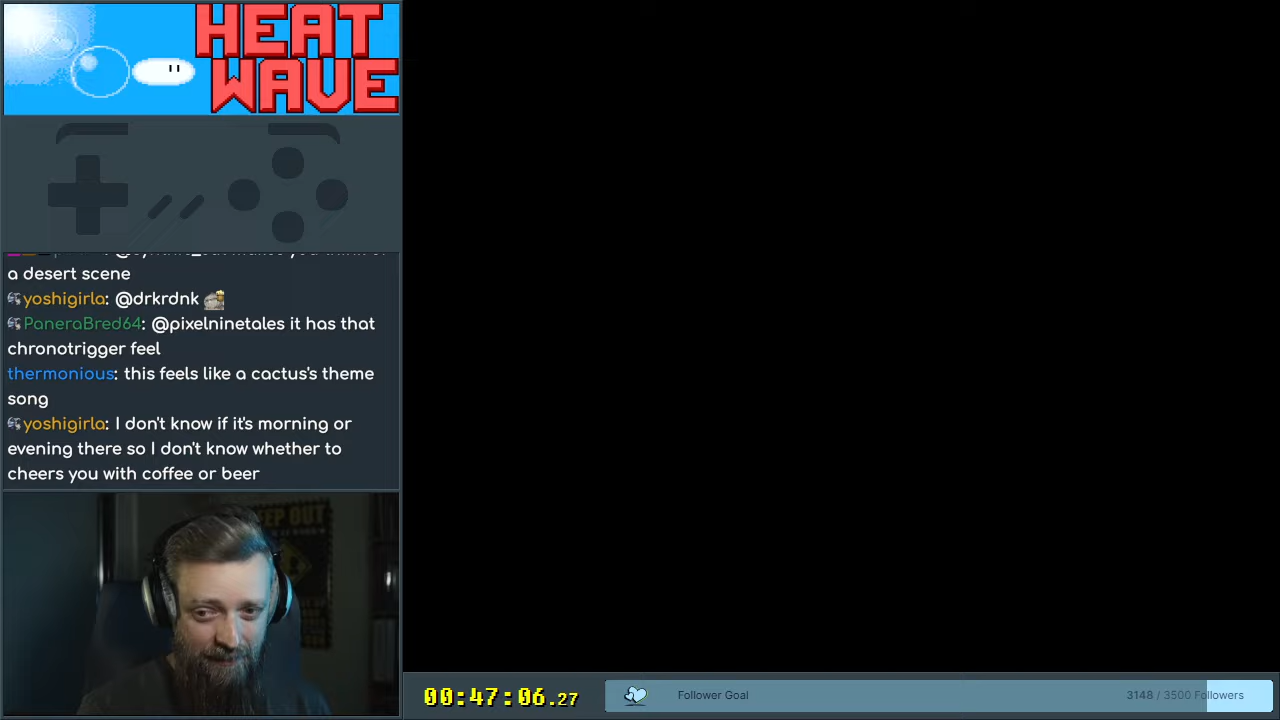 HEAT
WAVE
a desert scene
yoshigirla: @drkrdnk
PaneraBred64: @pixelninetales it has that
chronotrigger feel
thermonious: this feels like a cactus's theme
song
yoshigirla: I don't know if it's morning or
evening there so I don't know whether to
cheers you with coffee or beer
EEP OUT
00:47:06.27
Follower Goal
3148 / 3500 Followers